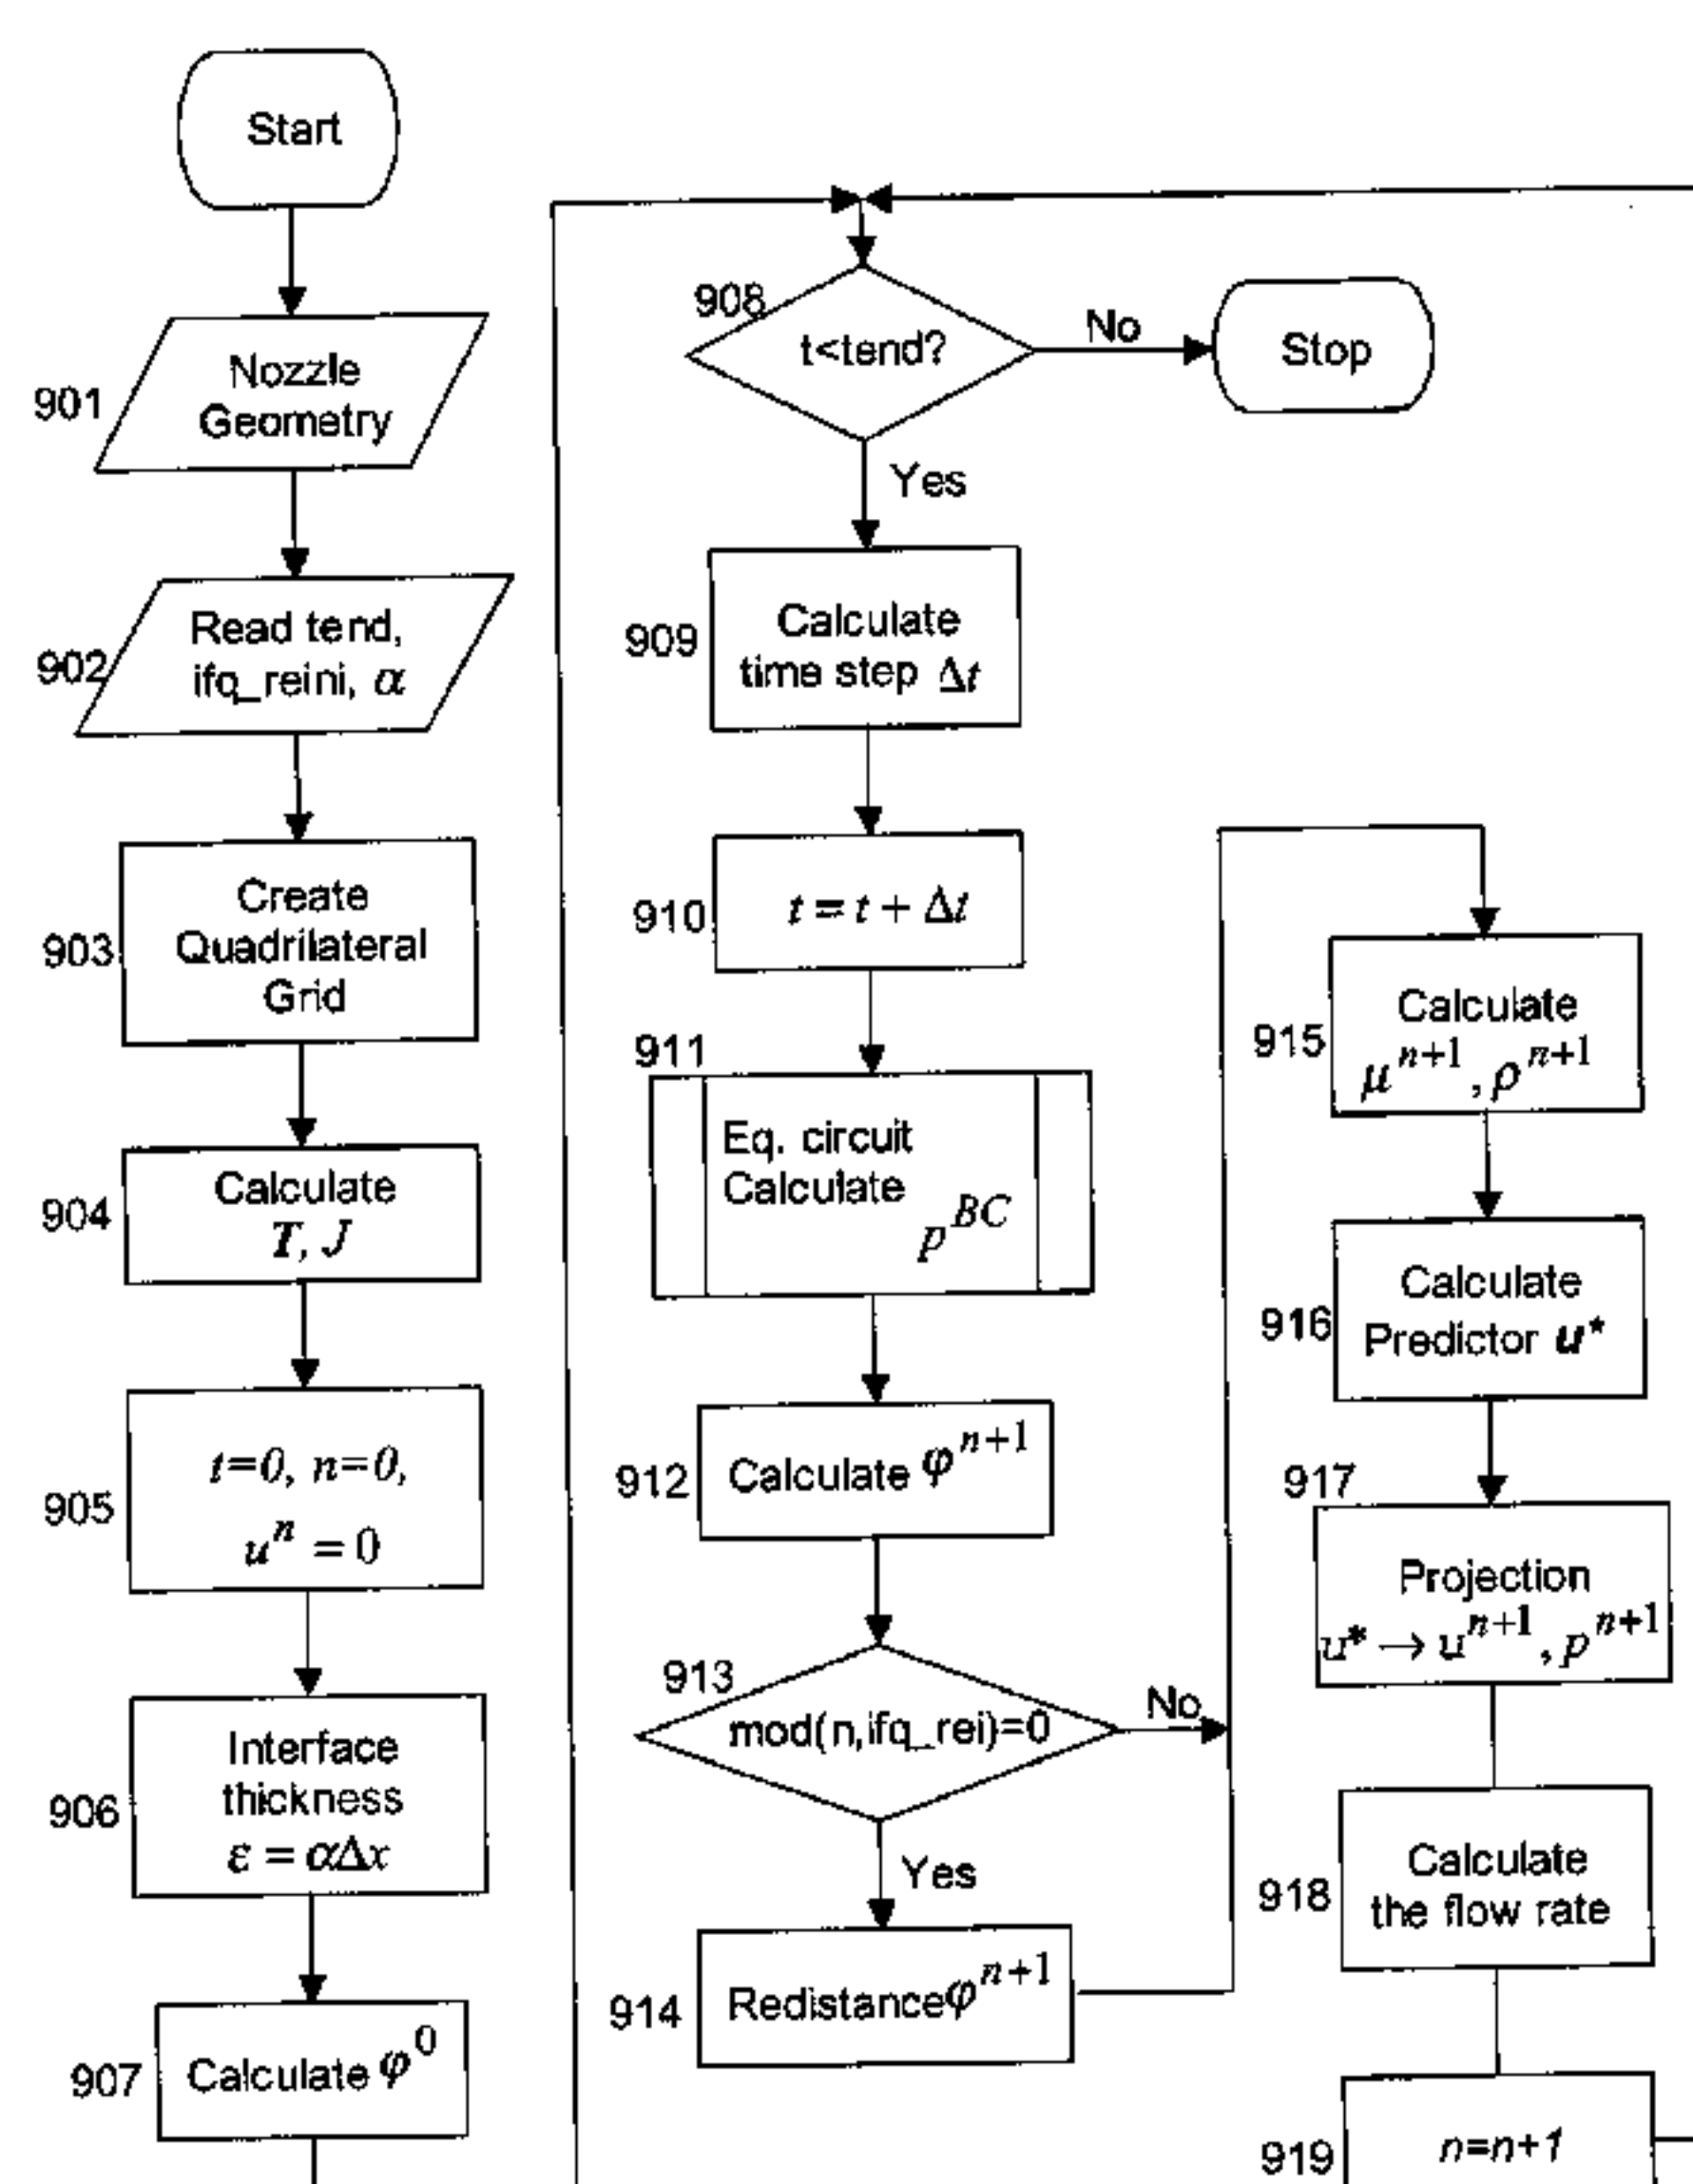 Start
901
Nozzle
Geometry
902
Read tend,
ifq_reini, α
903
Create
Quadrilateral
Grid
904
Calculate
T, J
905
t=0, n=0,
uⁿ = 0
906
Interface
thickness
ε = αΔx
907
Calculate φ⁰
908
t<tend?
No
Stop
Yes
909
Calculate
time step Δt
910
t = t + Δt
911
Eq. circuit
Calculate
p^BC
912
Calculate φ^n+1
913
mod(n,ifq_rei)=0
No
Yes
914
Redistance φ^n+1
915
Calculate
μ^n+1, ρ^n+1
916
Calculate
Predictor u*
917
Projection
u* → u^n+1, p^n+1
918
Calculate
the flow rate
919
n=n+1